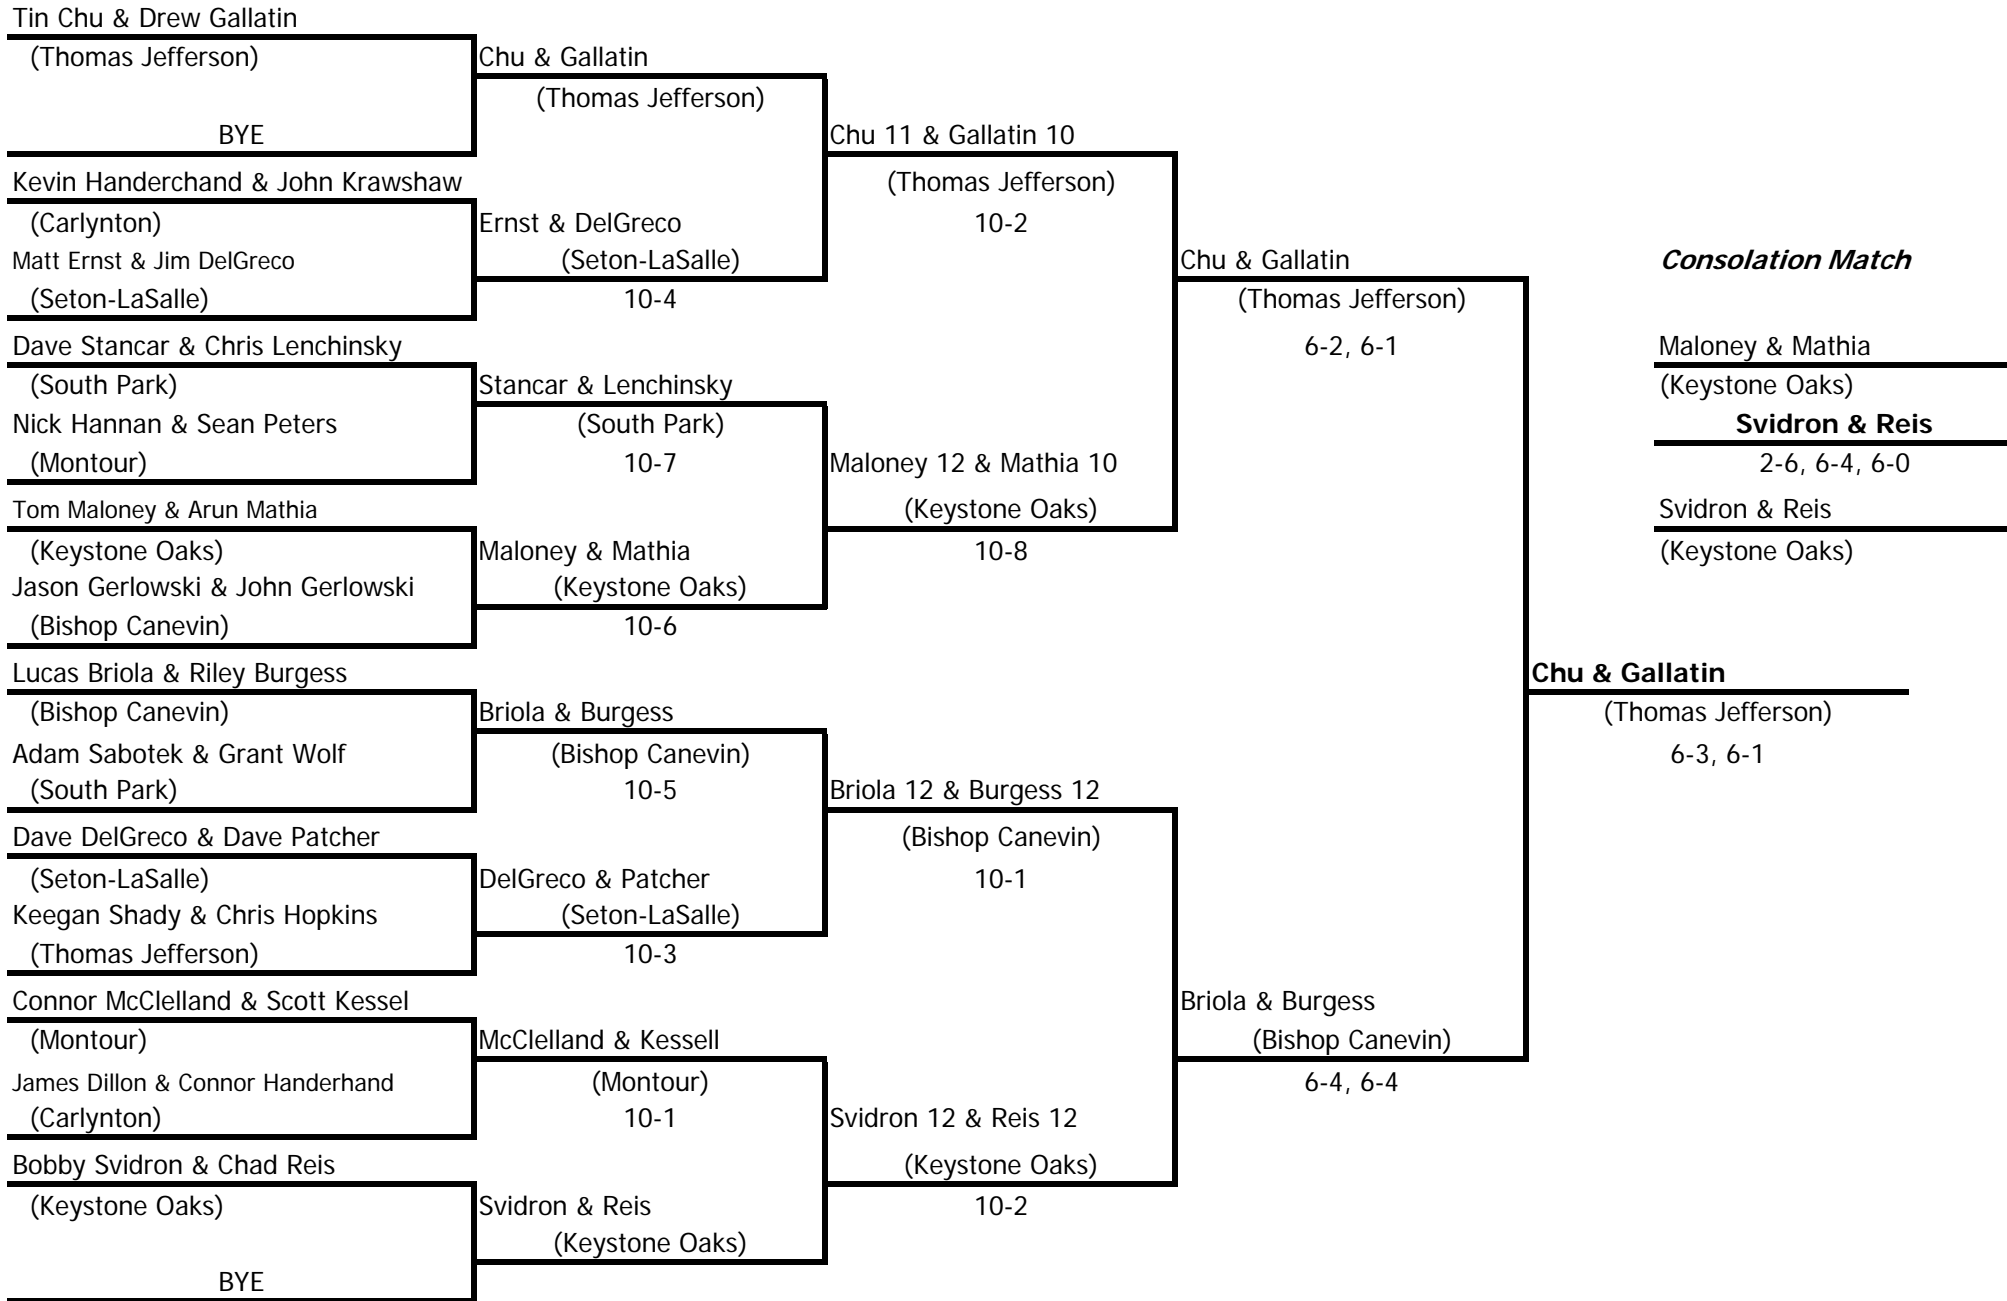 Tin Chu & Drew Gallatin
(Thomas Jefferson)
BYE
Kevin Handerchand & John Krawshaw
(Carlynton)
Matt Ernst & Jim DelGreco
(Seton-LaSalle)
Dave Stancar & Chris Lenchinsky
(South Park)
Nick Hannan & Sean Peters
(Montour)
Tom Maloney & Arun Mathia
(Keystone Oaks)
Jason Gerlowski & John Gerlowski
(Bishop Canevin)
Lucas Briola & Riley Burgess
(Bishop Canevin)
Adam Sabotek & Grant Wolf
(South Park)
Dave DelGreco & Dave Patcher
(Seton-LaSalle)
Keegan Shady & Chris Hopkins
(Thomas Jefferson)
Connor McClelland & Scott Kessel
(Montour)
James Dillon & Connor Handerhand
(Carlynton)
Bobby Svidron & Chad Reis
(Keystone Oaks)
BYE
Chu & Gallatin
(Thomas Jefferson)
Ernst & DelGreco
(Seton-LaSalle)
10-4
Stancar & Lenchinsky
(South Park)
10-7
Maloney & Mathia
(Keystone Oaks)
10-6
Briola & Burgess
(Bishop Canevin)
10-5
DelGreco & Patcher
(Seton-LaSalle)
10-3
McClelland & Kessell
(Montour)
10-1
Svidron & Reis
(Keystone Oaks)
Chu 11 & Gallatin 10
(Thomas Jefferson)
10-2
Maloney 12 & Mathia 10
(Keystone Oaks)
10-8
Briola 12 & Burgess 12
(Bishop Canevin)
10-1
Svidron 12 & Reis 12
(Keystone Oaks)
10-2
Chu & Gallatin
(Thomas Jefferson)
6-2, 6-1
Briola & Burgess
(Bishop Canevin)
6-4, 6-4
Chu & Gallatin
(Thomas Jefferson)
6-3, 6-1
Consolation Match
Maloney & Mathia
(Keystone Oaks)
Svidron & Reis
2-6, 6-4, 6-0
Svidron & Reis
(Keystone Oaks)